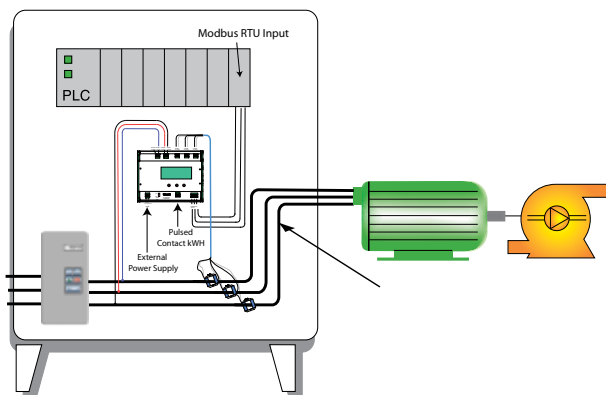 Modbus RTU Input
PLC
Pulsed
Contact kWH
External
Power Supply